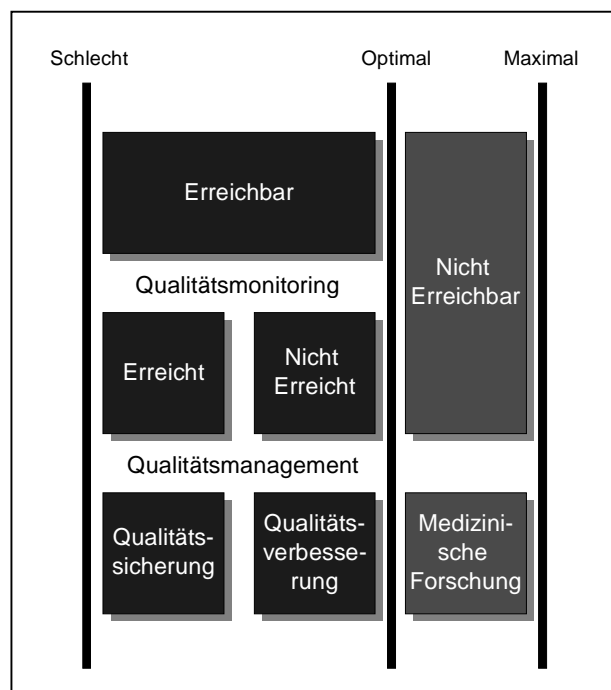 Schlecht Optimal Maximal
Erreichbar
Nicht
Erreichbar
Qualitätsmonitoring
Erreicht
Nicht
Erreicht
Qualitätsmanagement
Qualitäts-
sicherung
Qualitäts-
verbesse-
rung
Medizini-
sche
Forschung